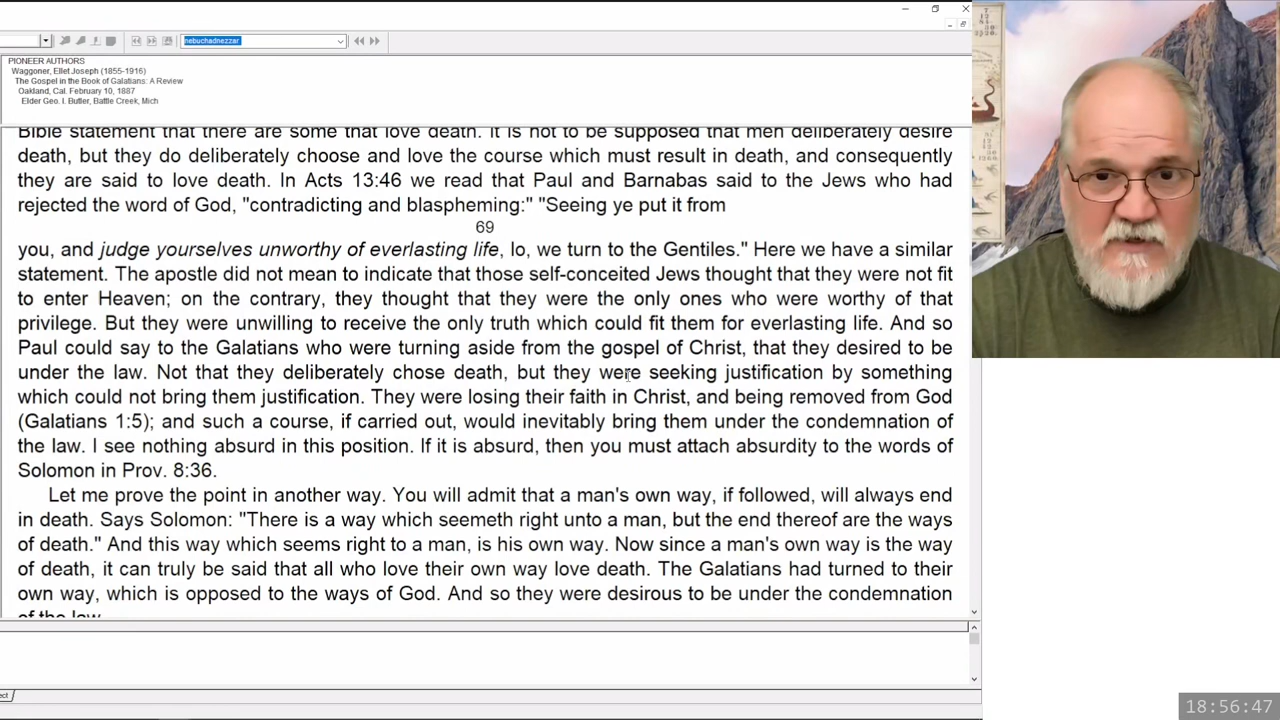 nebuchadnezzar
PIONEER AUTHORS
Waggoner, Ellet Joseph (1855-1916)
The Gospel in the Book of Galatians: A Review
Oakland, Cal. February 10, 1887
Elder Geo. I. Butler, Battle Creek, Mich
Bible statement that there are some that love death. It is not to be supposed that men deliberately desire
death, but they do deliberately choose and love the course which must result in death, and consequently
they are said to love death. In Acts 13:46 we read that Paul and Barnabas said to the Jews who had
rejected the word of God, "contradicting and blaspheming:" "Seeing ye put it from
69
you, and judge yourselves unworthy of everlasting life, lo, we turn to the Gentiles." Here we have a similar
statement. The apostle did not mean to indicate that those self-conceited Jews thought that they were not fit
to enter Heaven; on the contrary, they thought that they were the only ones who were worthy of that
privilege. But they were unwilling to receive the only truth which could fit them for everlasting life. And so
Paul could say to the Galatians who were turning aside from the gospel of Christ, that they desired to be
under the law. Not that they deliberately chose death, but they were seeking justification by something
which could not bring them justification. They were losing their faith in Christ, and being removed from God
(Galatians 1:5); and such a course, if carried out, would inevitably bring them under the condemnation of
the law. I see nothing absurd in this position. If it is absurd, then you must attach absurdity to the words of
Solomon in Prov. 8:36.
Let me prove the point in another way. You will admit that a man's own way, if followed, will always end
in death. Says Solomon: "There is a way which seemeth right unto a man, but the end thereof are the ways
of death." And this way which seems right to a man, is his own way. Now since a man's own way is the way
of death, it can truly be said that all who love their own way love death. The Galatians had turned to their
own way, which is opposed to the ways of God. And so they were desirous to be under the condemnation
of the law.
18:56:47